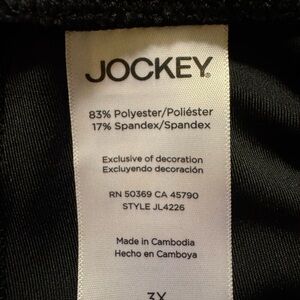 JOCKEY®
83% Polyester/Poliéster
17% Spandex/Spandex
Exclusive of decoration
Excluyendo decoración
RN 50369 CA 45790
STYLE JL4226
Made in Cambodia
Hecho en Camboya
3X